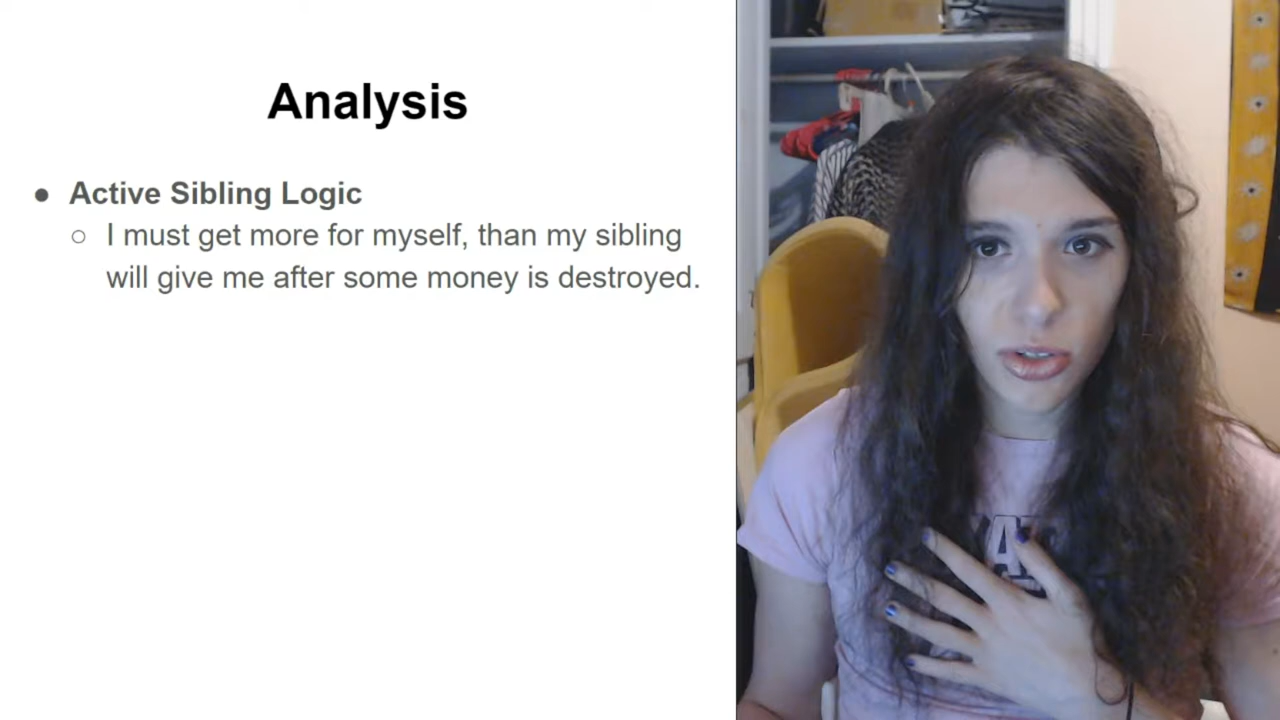 Analysis
Active Sibling Logic
I must get more for myself, than my sibling
will give me after some money is destroyed.